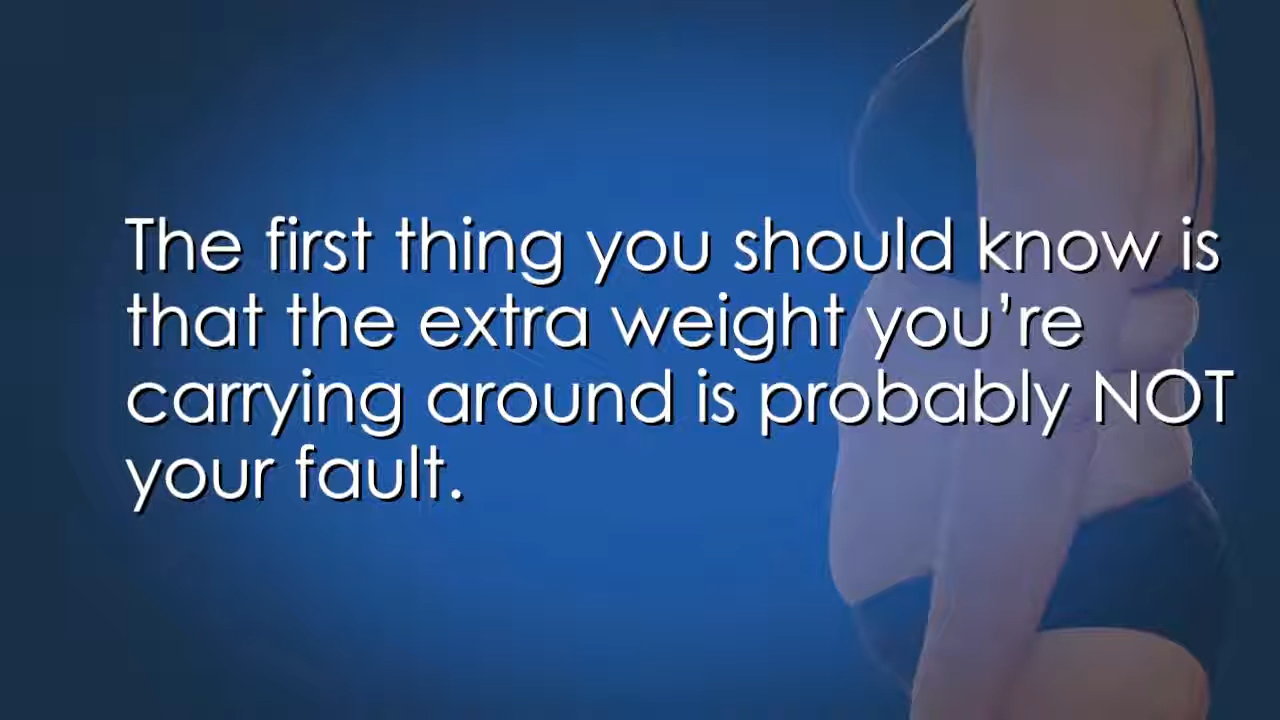 The first thing you should know is
that the extra weight you’re
carrying around is probably NOT
your fault.